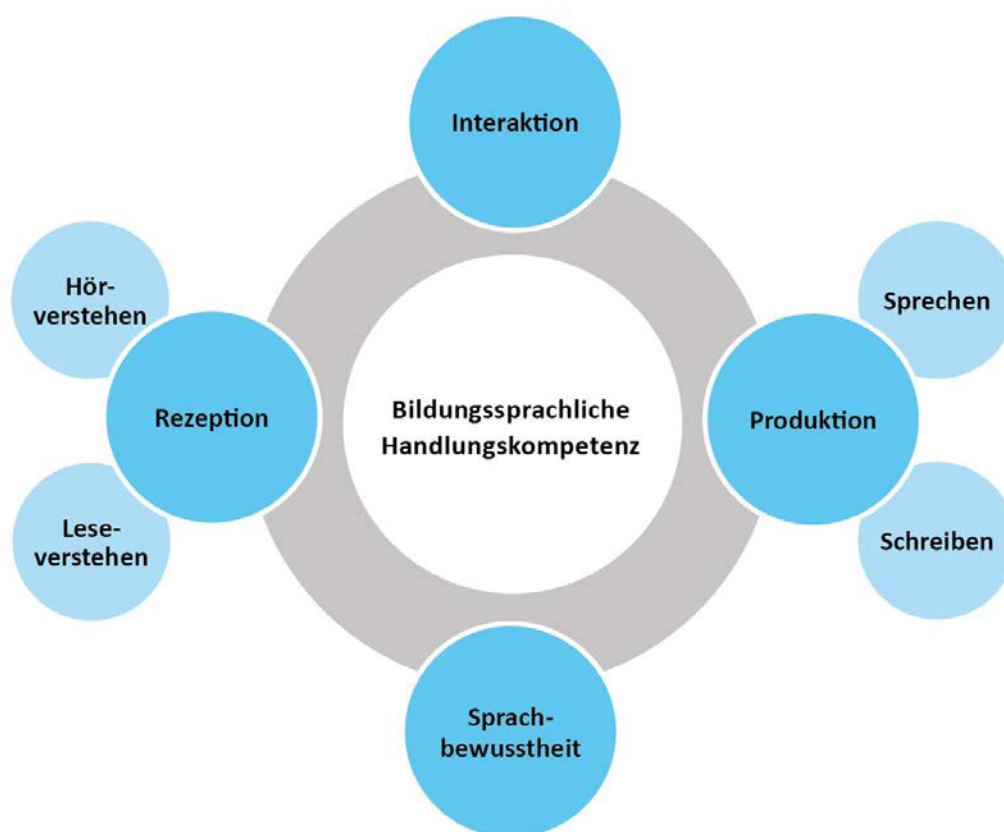 Interaktion
Hör-
verstehen
Sprechen
Rezeption
Bildungssprachliche
Handlungskompetenz
Produktion
Lese-
verstehen
Schreiben
Sprach-
bewusstheit